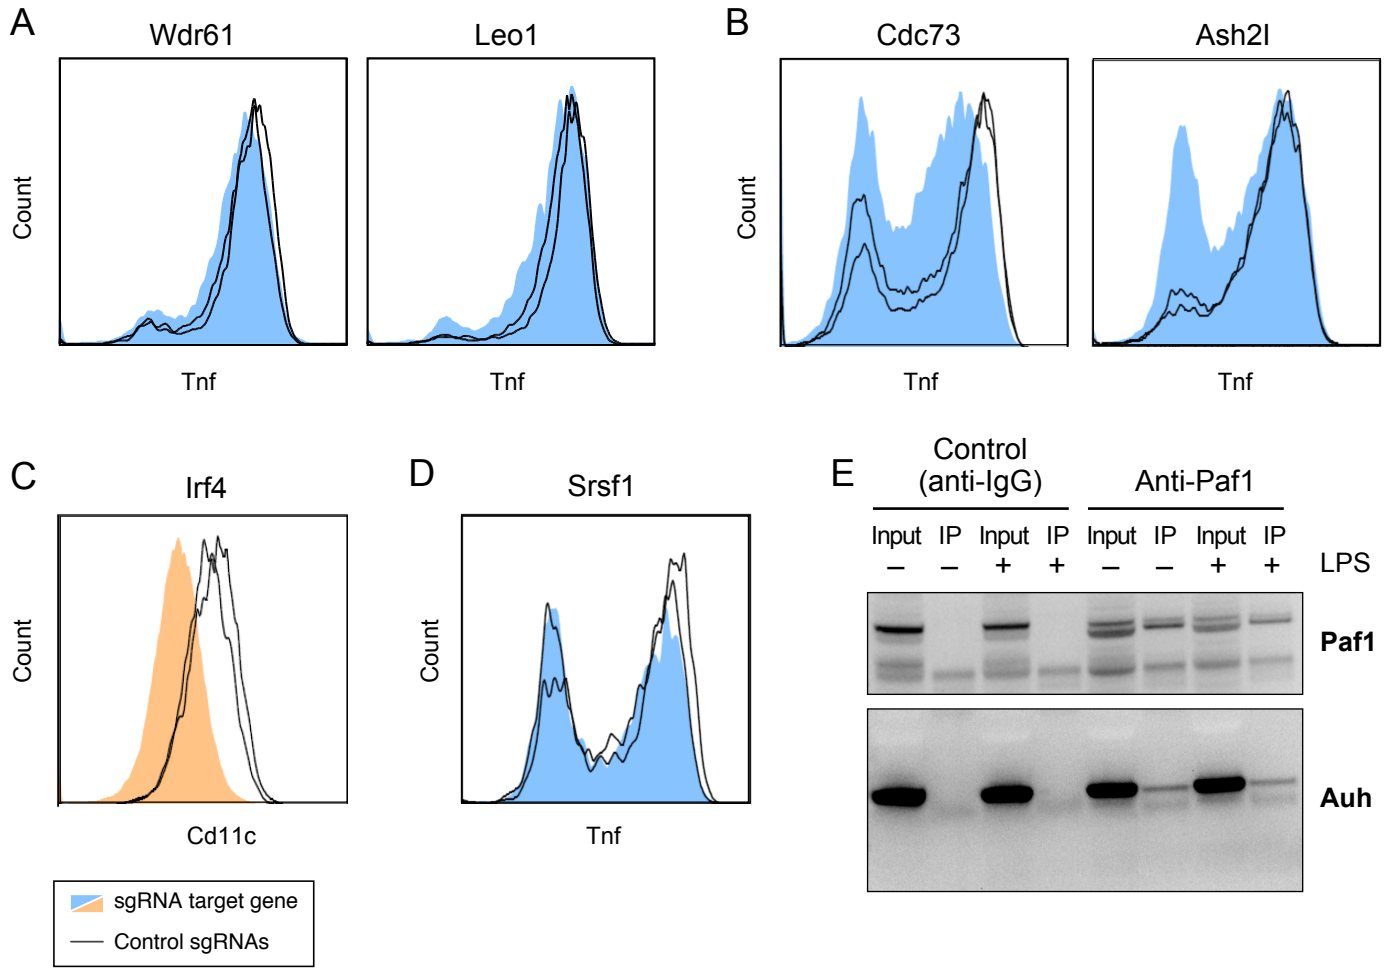 A
Wdr61
Leo1
Count
Tnf
Tnf
B
Cdc73
Ash2l
Count
Tnf
Tnf
C
Irf4
Count
Cd11c
D
Srsf1
Count
Tnf
E
Control
(anti-IgG)
Anti-Paf1
Input IP Input IP Input IP Input IP
– – + + – – + + LPS
Paf1
Auh
sgRNA target gene
Control sgRNAs